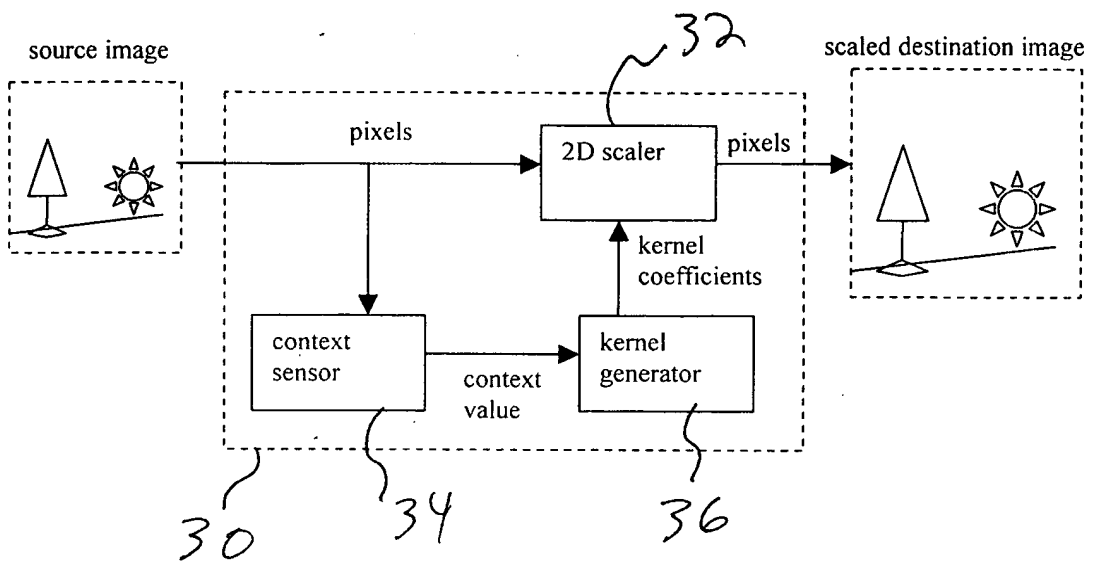 32
source image
scaled destination image
pixels
2D scaler
pixels
kernel
coefficients
context
sensor
context
value
kernel
generator
30
34
36